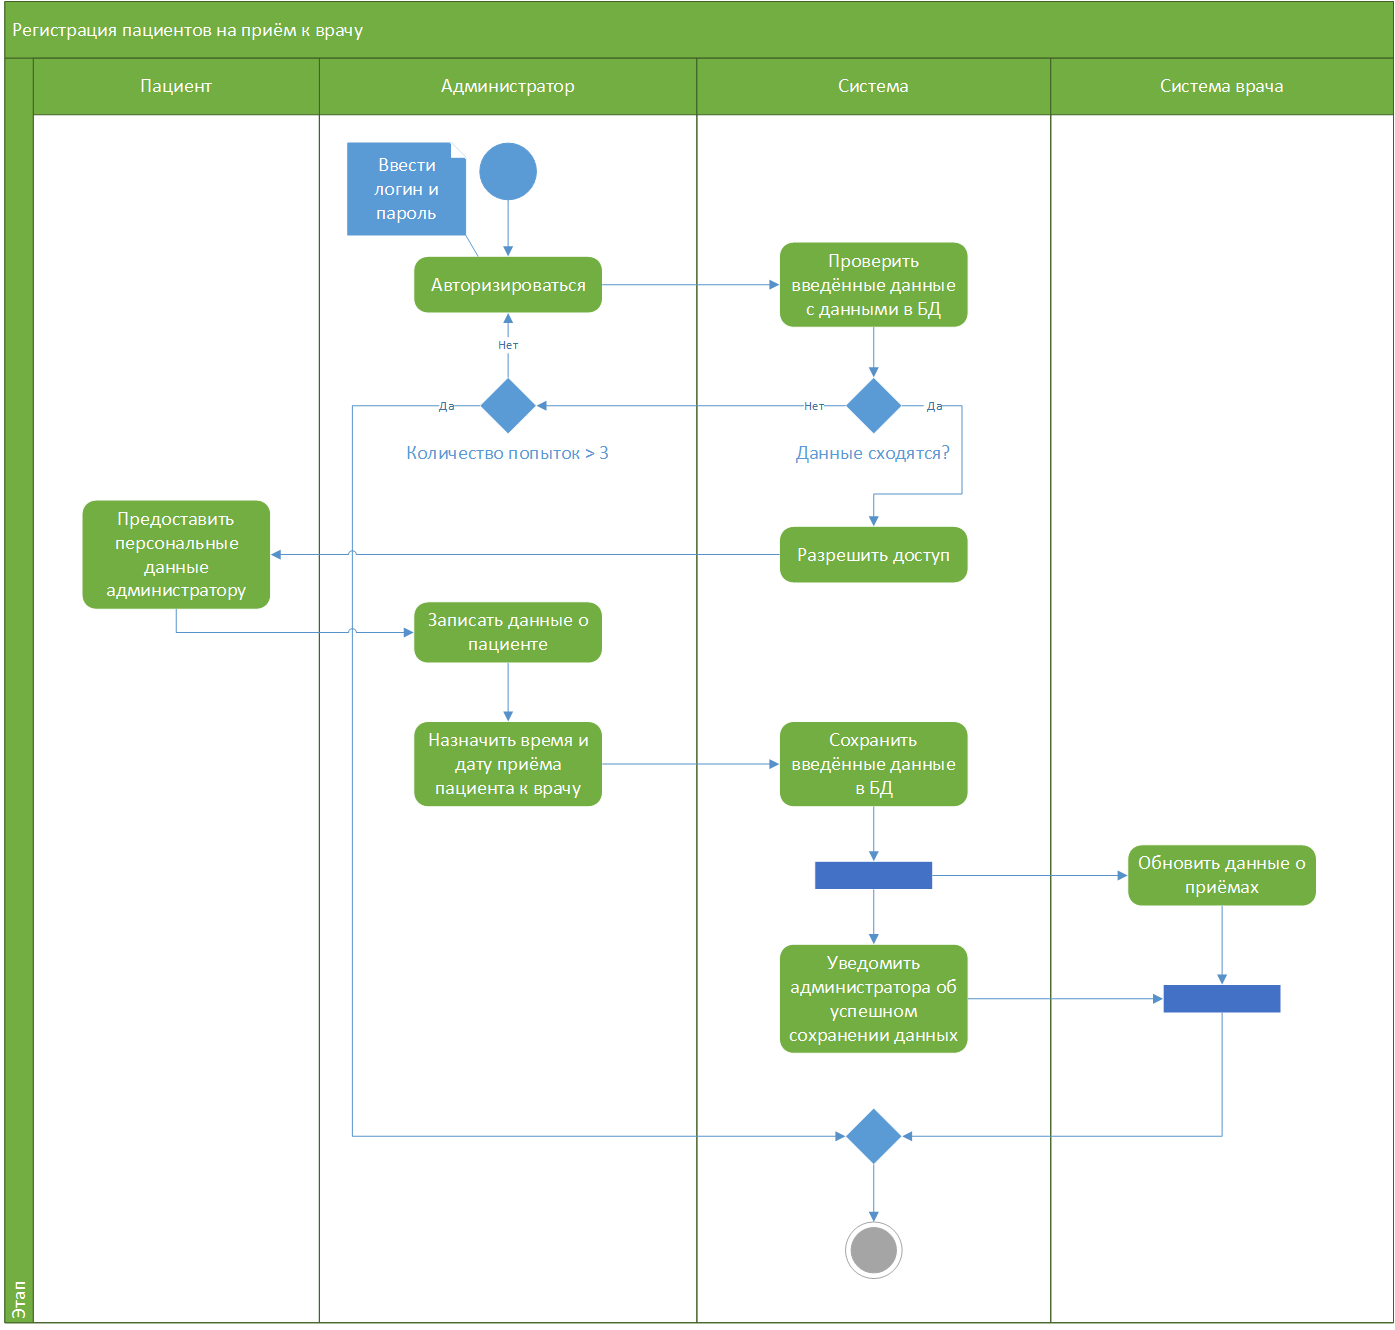 Регистрация пациентов на приём к врачу
Пациент
Администратор
Система
Система врача
Ввести
логин и
пароль
Авторизироваться
Проверить
введённые данные
с данными в БД
Нет
Да
Нет
Да
Количество попыток > 3
Данные сходятся?
Предоставить
персональные
данные
администратору
Разрешить доступ
Записать данные о
пациенте
Назначить время и
дату приёма
пациента к врачу
Сохранить
введённые данные
в БД
Обновить данные о
приёмах
Уведомить
администратора об
успешном
сохранении данных
Этап